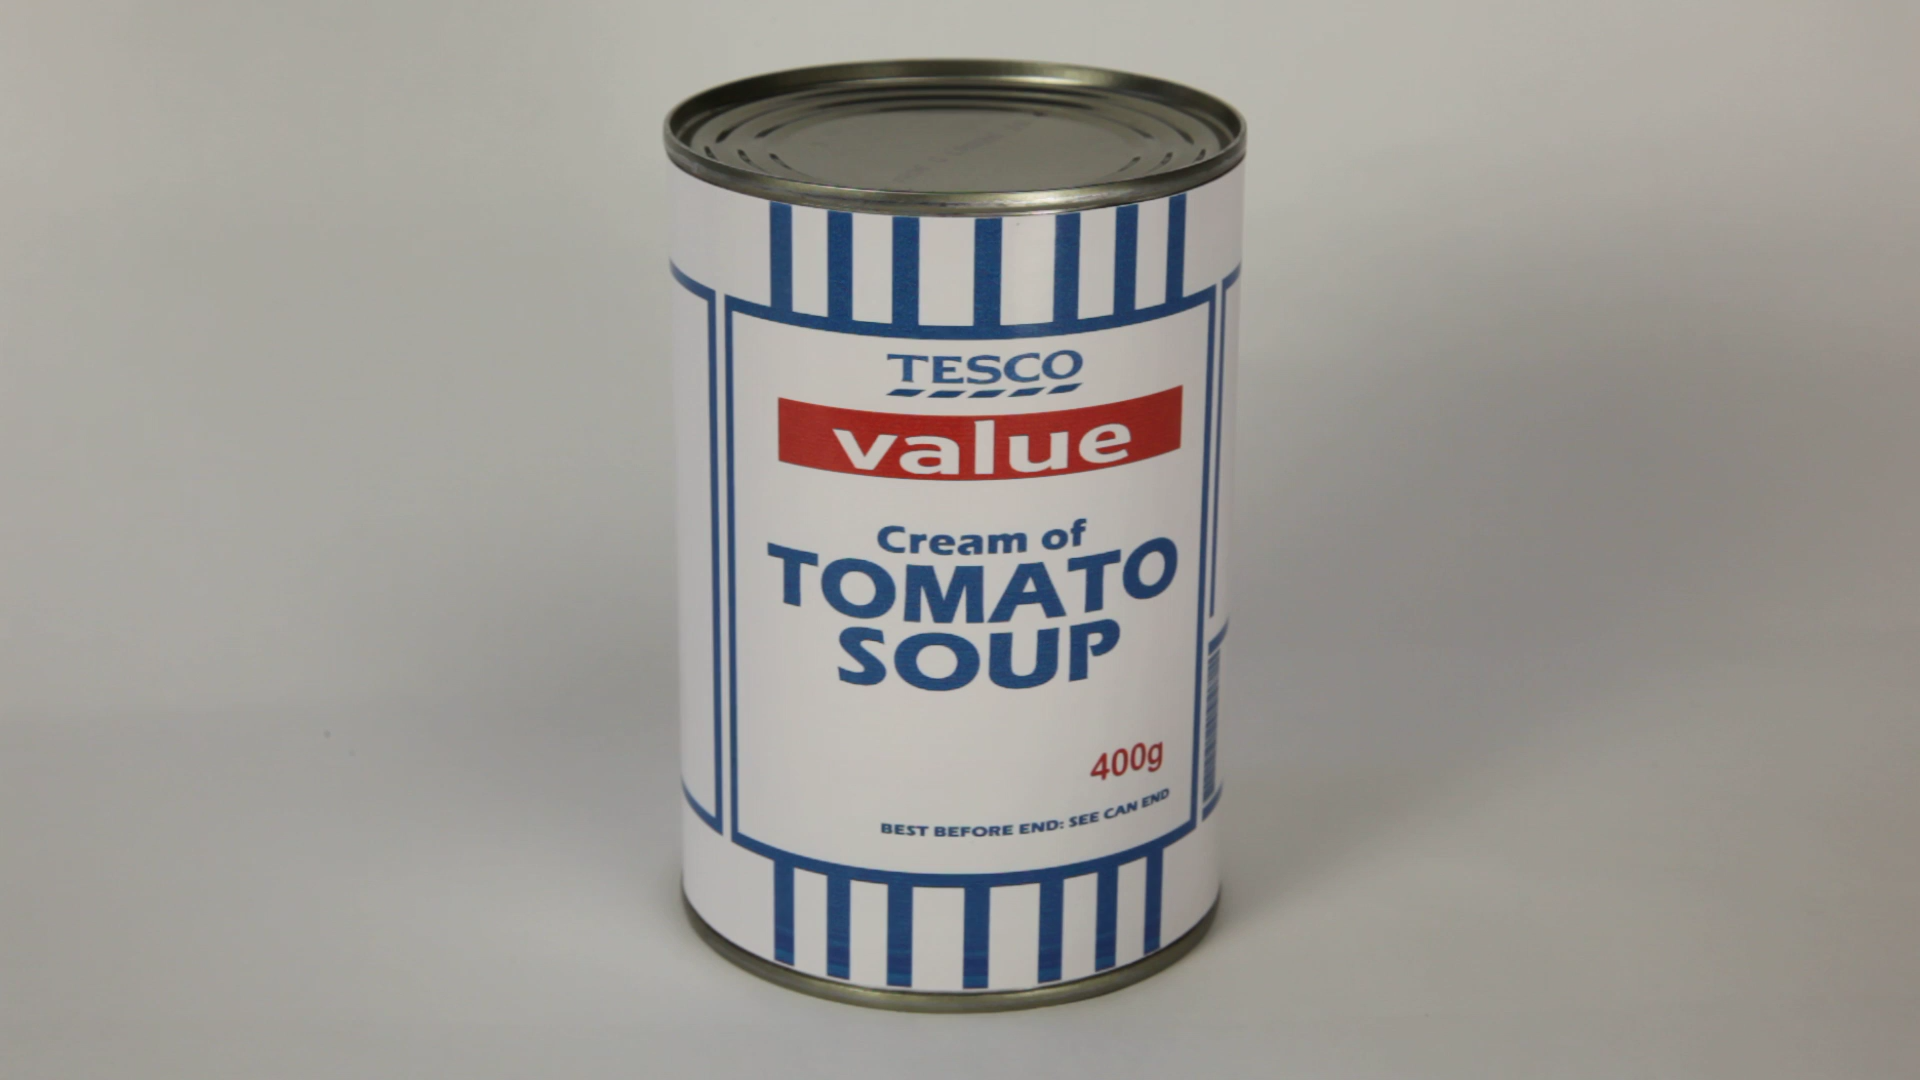 TESCO
value
Cream of
TOMATO
SOUP
400g
BEST BEFORE END: SEE CAN END